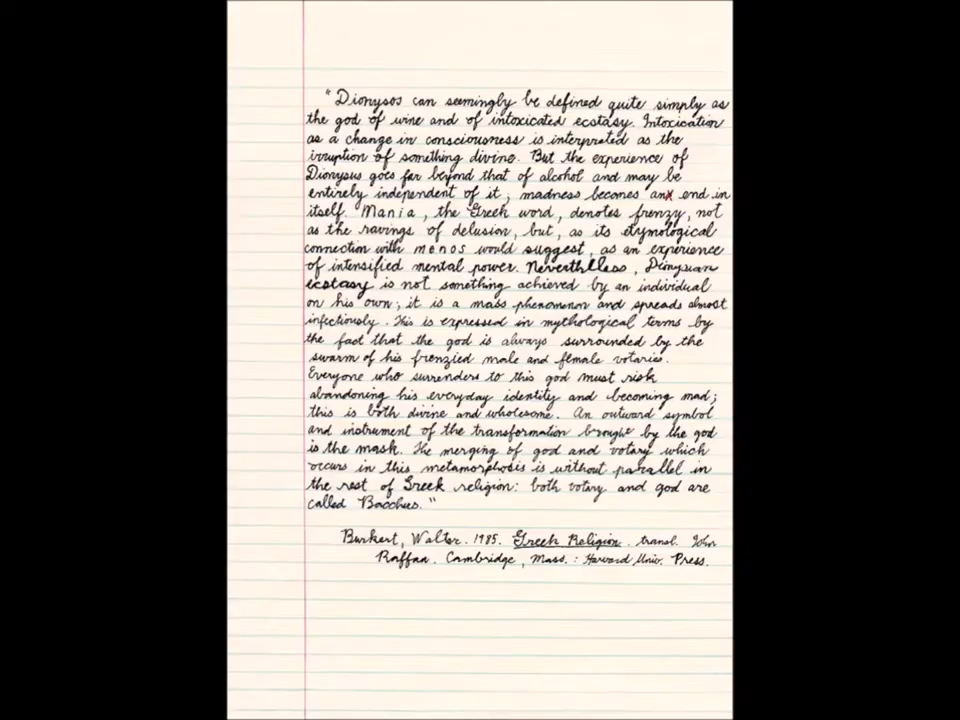 "Dionysos can seemingly be defined quite simply as
the god of wine and of intoxicated ecstasy. Intoxication
as a change in consciousness is interpreted as the
irruption of something divine. But the experience of
Dionysus goes far beyond that of alcohol and may be
entirely independent of it; madness becomes an end in
itself. Mania, the Greek word, denotes frenzy, not
as the ravings of delusion, but, as its etymological
connection with menos would suggest, as an experience
of intensified mental power. Nevertheless, Dionysian
ecstasy is not something achieved by an individual
on his own; it is a mass phenomenon and spreads almost
infectiously. This is expressed in mythological terms by
the fact that the god is always surrounded by the
swarm of his frenzied male and female votaries.
Everyone who surrenders to this god must risk
abandoning his everyday identity and becoming mad;
this is both divine and wholesome. An outward symbol
and instrument of the transformation brought by the god
is the mask. The merging of god and votary which
occurs in this metamorphosis is without parallel in
the rest of Greek religion: both votary and god are
called Bacchus."
Burkert, Walter. 1985. Greek Religion. transl. John
Raffan. Cambridge, Mass.: Harvard Univ. Press.